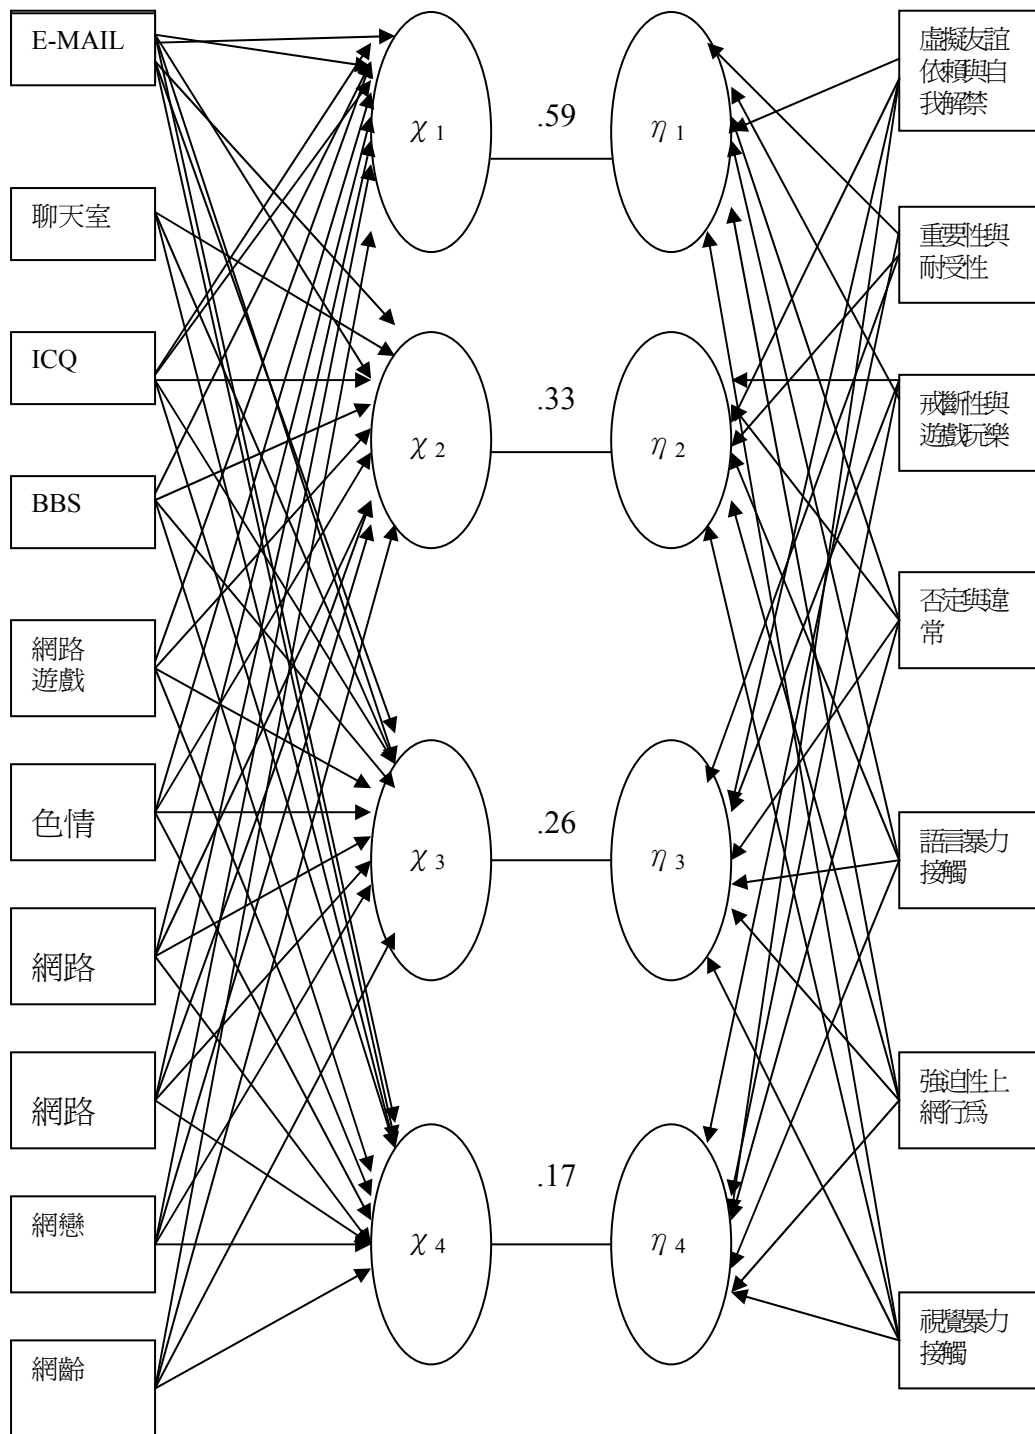 E-MAIL
聊天室
ICQ
BBS
網路
遊戲
色情
網路
網路
網戀
網齡
χ 1
.59
η 1
χ 2
.33
η 2
χ 3
.26
η 3
χ 4
.17
η 4
虛擬友誼
依賴與自
我解禁
重要性與
耐受性
戒斷性與
遊戲玩樂
否定與違
常
語言暴力
接觸
強迫性上
網行為
視覺暴力
接觸